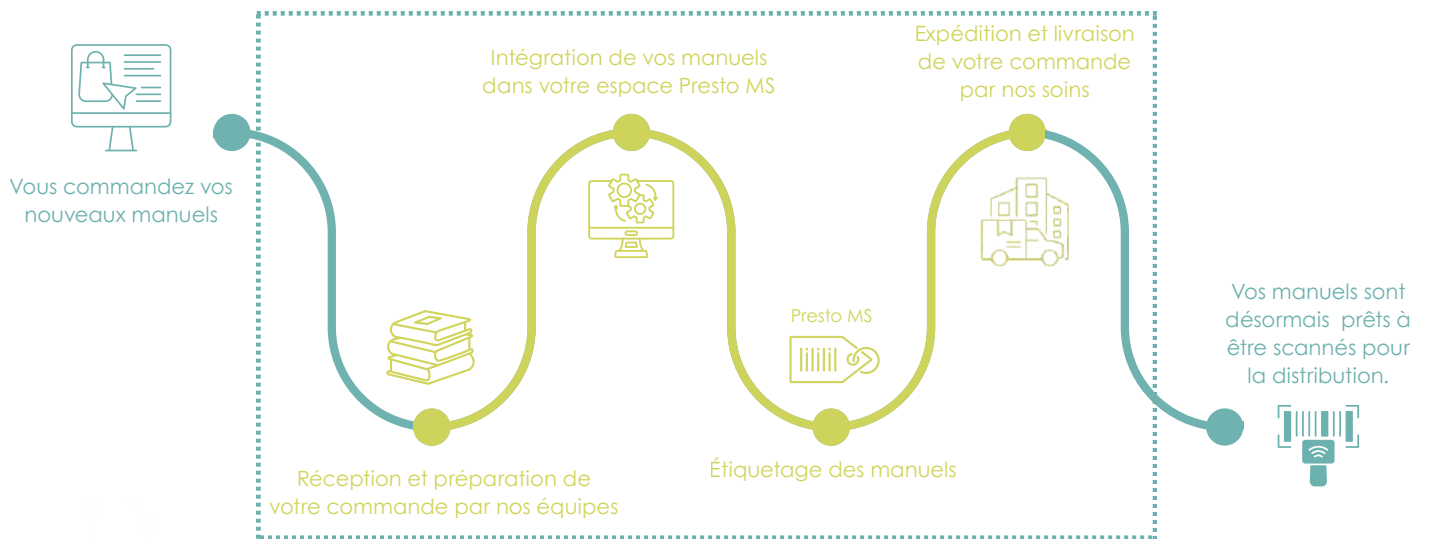 Vous commandez vos
nouveaux manuels
Réception et préparation de
votre commande par nos équipes
Intégration de vos manuels
dans votre espace Presto MS
Presto MS
Étiquetage des manuels
Expédition et livraison
de votre commande
par nos soins
Vos manuels sont
désormais prêts à
être scannés pour
la distribution.